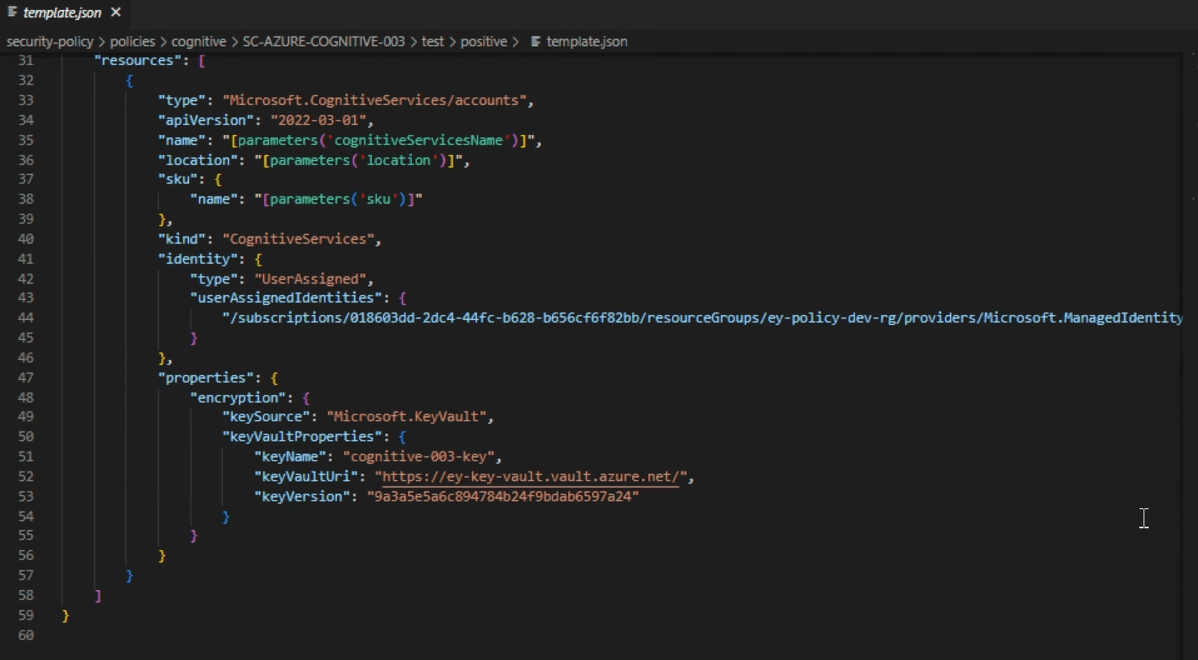 template.json
security-policy > policies > cognitive > SC-AZURE-COGNITIVE-003 > test > positive > template.json
31 "resources": [
32 {
33 "type": "Microsoft.CognitiveServices/accounts",
34 "apiVersion": "2022-03-01",
35 "name": "[parameters('cognitiveServicesName')]",
36 "location": "[parameters('location')]",
37 "sku": {
38 "name": "[parameters('sku')]"
39 },
40 "kind": "CognitiveServices",
41 "identity": {
42 "type": "UserAssigned",
43 "userAssignedIdentities": {
44 "/subscriptions/018603dd-2dc4-44fc-b628-b656cf6f82bb/resourceGroups/ey-policy-dev-rg/providers/Microsoft.ManagedIdentity
45 }
46 },
47 "properties": {
48 "encryption": {
49 "keySource": "Microsoft.KeyVault",
50 "keyVaultProperties": {
51 "keyName": "cognitive-003-key",
52 "keyVaultUri": "https://ey-key-vault.vault.azure.net/",
53 "keyVersion": "9a3a5e5a6c894784b24f9bdab6597a24"
54 }
55 }
56 }
57 }
58 ]
59 }
60